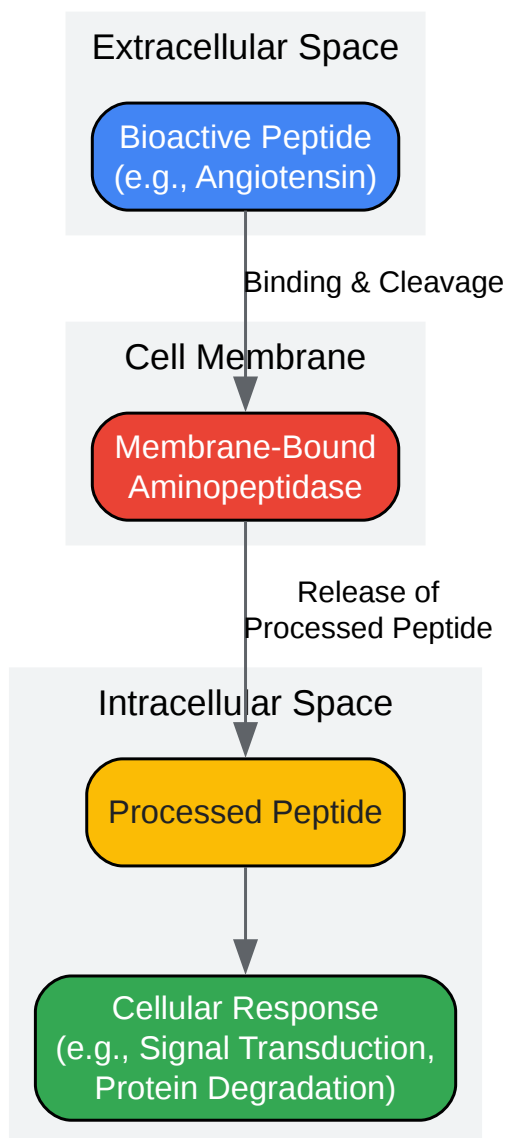 Extracellular Space
Bioactive Peptide
(e.g., Angiotensin)
Binding & Cleavage
Cell Membrane
Membrane-Bound
Aminopeptidase
Release of
Processed Peptide
Intracellular Space
Processed Peptide
Cellular Response
(e.g., Signal Transduction,
Protein Degradation)